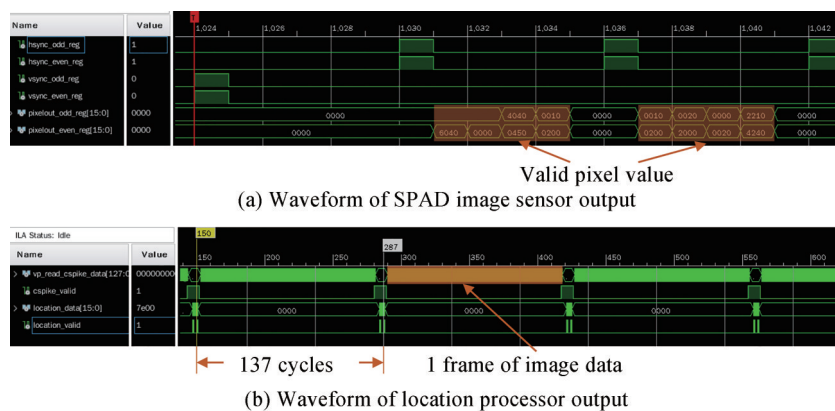 T
Name Value 1,024 1,026 1,028 1,030 1,032 1,034 1,036 1,038 1,040 1,042
hsync_odd_reg 1
hsync_even_reg 1
vsync_odd_reg 0
vsync_even_reg 0
pixelout_odd_reg[15:0] 0000 0000 4040 0010 0000 0010 0020 0000 2210 0000
pixelout_even_reg[15:0] 0000 0000 6040 0000 0450 0200 0000 0200 2000 0020 4240 0000
Valid pixel value
(a) Waveform of SPAD image sensor output
ILA Status: Idle 150
287
Name Value 150 200 250 300 350 400 450 500 550 600
vp_read_cspike_data[127:0 00000000
cspike_valid 1
location_data[15:0] 7e00 0000 0000 0000
location_valid 1
137 cycles 1 frame of image data
(b) Waveform of location processor output